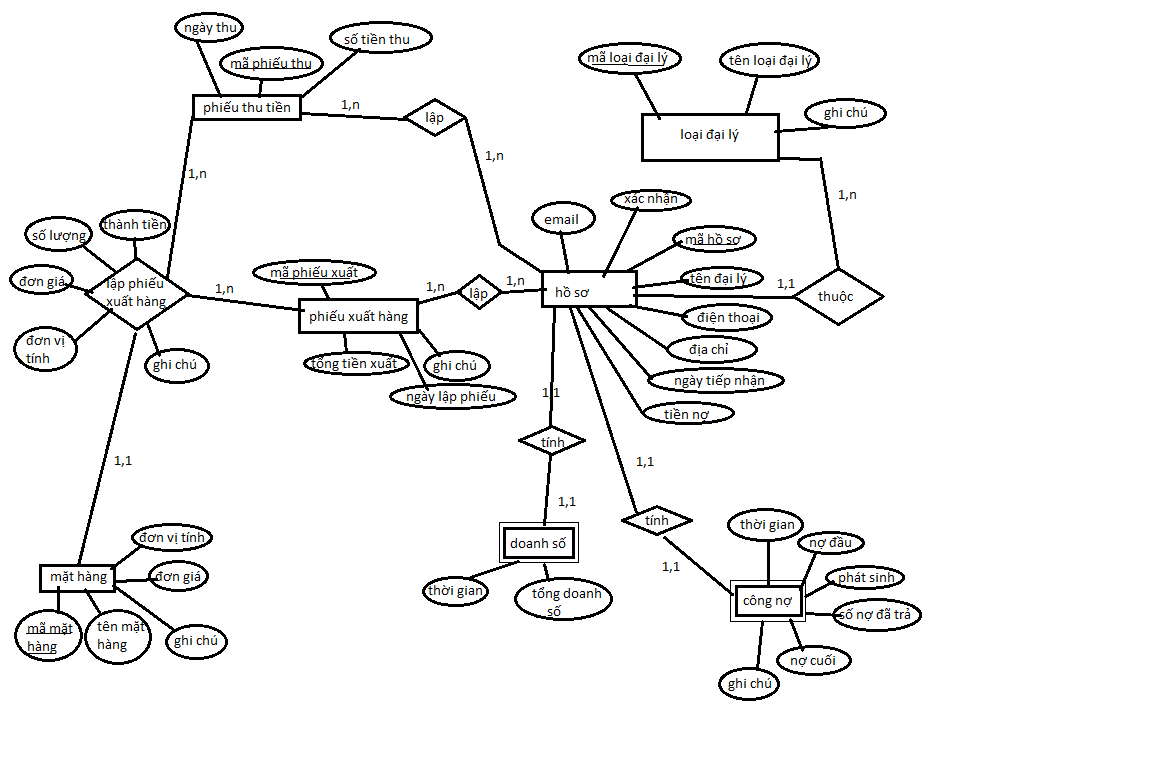 ngày thu
số tiền thu
mã phiếu thu
phiếu thu tiền
1,n
lập
1,n
1,n
mã loại đại lý
tên loại đại lý
ghi chú
loại đại lý
1,n
thành tiền
số lượng
đơn giá
lập phiếu
xuất hàng
đơn vị
tính
ghi chú
1,n
mã phiếu xuất
phiếu xuất hàng
tổng tiền xuất
ghi chú
ngày lập phiếu
1,n
lập
1,n
email
xác nhận
mã hồ sơ
tên đại lý
hồ sơ
điện thoại
địa chỉ
ngày tiếp nhận
tiền nợ
1,1
thuộc
1,1
tính
1,1
doanh số
thời gian
tổng doanh
số
1,1
tính
1,1
thời gian
nợ đầu
phát sinh
công nợ
số nợ đã trả
nợ cuối
ghi chú
1,1
đơn vị tính
mặt hàng
đơn giá
mã mặt
hàng
tên mặt
hàng
ghi chú